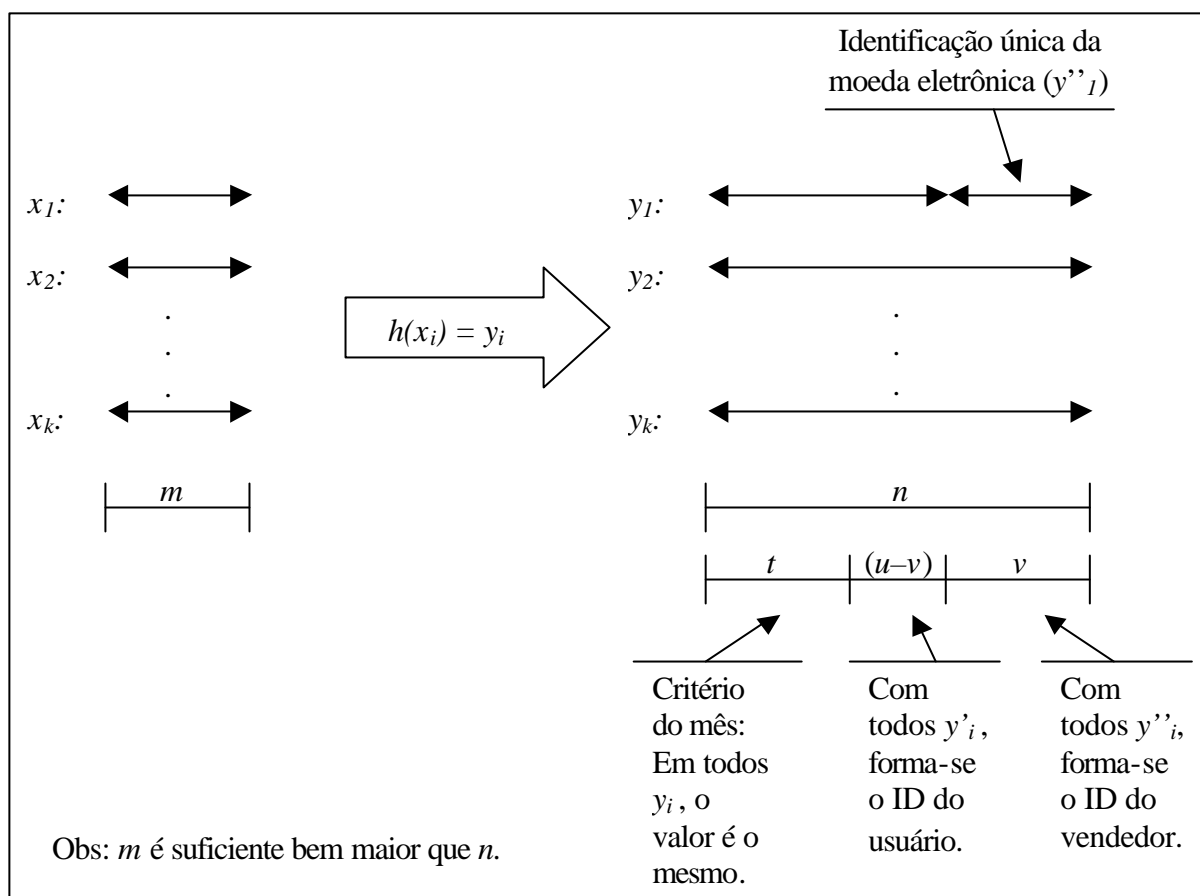 Identificação única da
moeda eletrônica (y’’1)
x1:
y1:
x2:
y2:
.
.
.
.
.
.
h(xi) = yi
xk:
yk:
m
n
t
(u–v)
v
Critério
do mês:
Em todos
yi , o
valor é o
mesmo.
Com
todos y’i ,
forma-se
o ID do
usuário.
Com
todos y’’i,
forma-se
o ID do
vendedor.
Obs: m é suficiente bem maior que n.